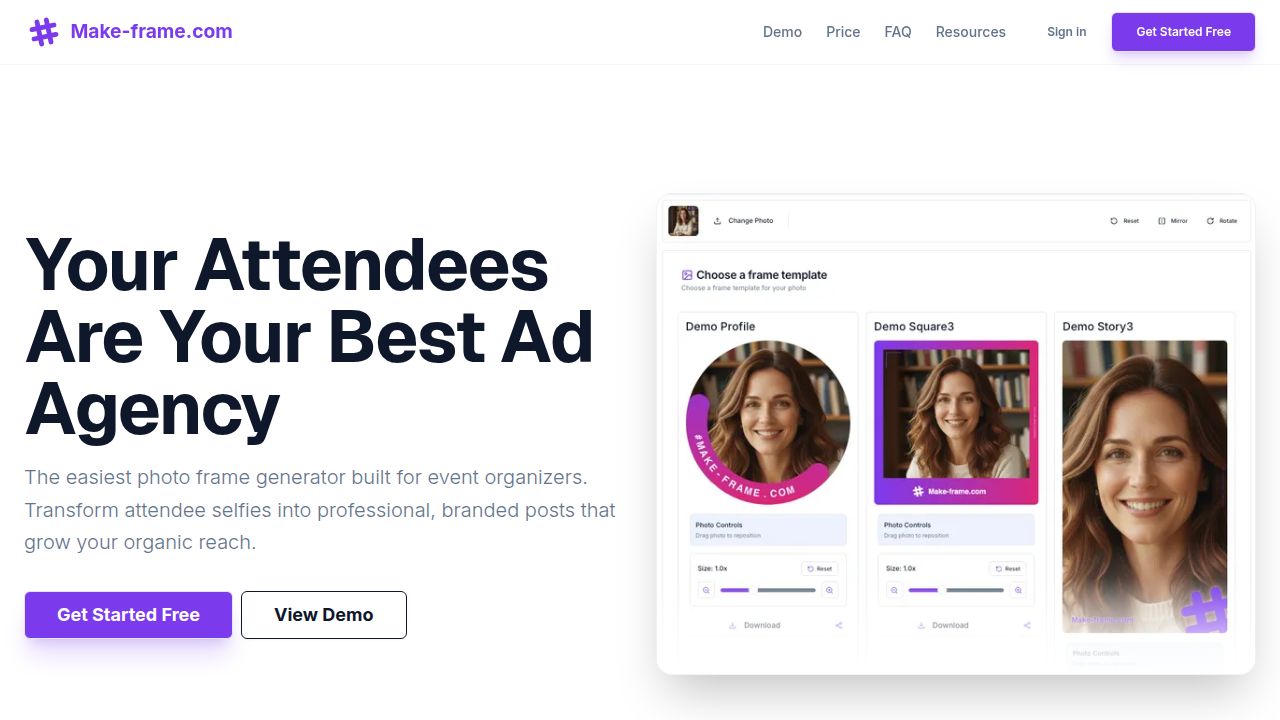 Make-frame.com
Demo
Price
FAQ
Resources
Sign in
Get Started Free
Your Attendees
Are Your Best Ad
Agency
The easiest photo frame generator built for event organizers.
Transform attendee selfies into professional, branded posts that
grow your organic reach.
Get Started Free
View Demo
Change Photo
Reset
Mirror
Rotate
Choose a frame template
Choose a frame template for your photo
Demo Profile
#MAKE-FRAME.COM
Photo Controls
Drag photo to reposition
Size: 1.0x
Reset
Download
Demo Square3
Make-frame.com
Photo Controls
Drag photo to reposition
Size: 1.0x
Reset
Download
Demo Story3
Make-frame.com
Photo Controls